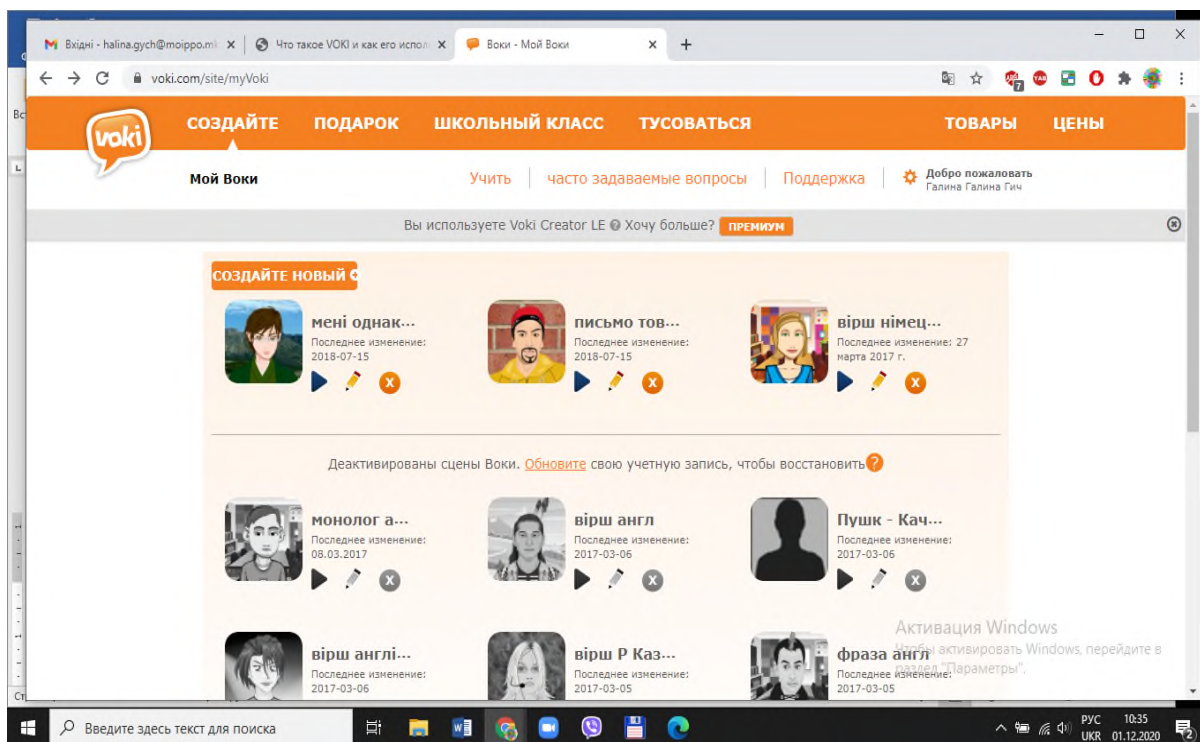 Вхідні - halina.gych@moippo.mk
Что такое VOKI и как его испол
Воки - Мой Воки
voki.com/site/myVoki
7
Вс
voki
СОЗДАЙТЕ ПОДАРОК ШКОЛЬНЫЙ КЛАСС ТУСОВАТЬСЯ ТОВАРЫ ЦЕНЫ
Мой Воки Учить часто задаваемые вопросы Поддержка Добро пожаловать
Галина Галина Гич
Вы используете Voki Creator LE Хочу больше? ПРЕМИУМ
СОЗДАЙТЕ НОВЫЙ
мені однак...
Последнее изменение:
2018-07-15
письмо тов...
Последнее изменение:
2018-07-15
вірш німец...
Последнее изменение: 27
марта 2017 г.
Деактивированы сцены Воки. Обновите свою учетную запись, чтобы восстановить ?
монолог а...
Последнее изменение:
08.03.2017
вірш англ
Последнее изменение:
2017-03-06
Пушк - Кач...
Последнее изменение:
2017-03-06
вірш англі...
Последнее изменение:
2017-03-06
вірш Р Каз...
Последнее изменение:
2017-03-05
фраза англ
Последнее изменение:
2017-03-05
Активация Windows
Чтобы активировать Windows, перейдите в
раздел "Параметры".
Ст
Введите здесь текст для поиска
РУС 10:35
UKR 01.12.2020
2